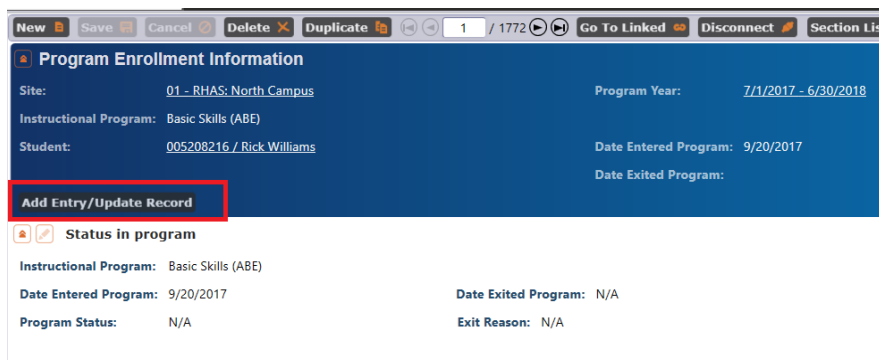 New Save Cancel Delete Duplicate 1 / 1772 Go To Linked Disconnect Section Lis
Program Enrollment Information
Site: 01 - RHAS: North Campus Program Year: 7/1/2017 - 6/30/2018
Instructional Program: Basic Skills (ABE)
Student: 005208216 / Rick Williams Date Entered Program: 9/20/2017
Date Exited Program:
Add Entry/Update Record
Status in program
Instructional Program: Basic Skills (ABE)
Date Entered Program: 9/20/2017 Date Exited Program: N/A
Program Status: N/A Exit Reason: N/A